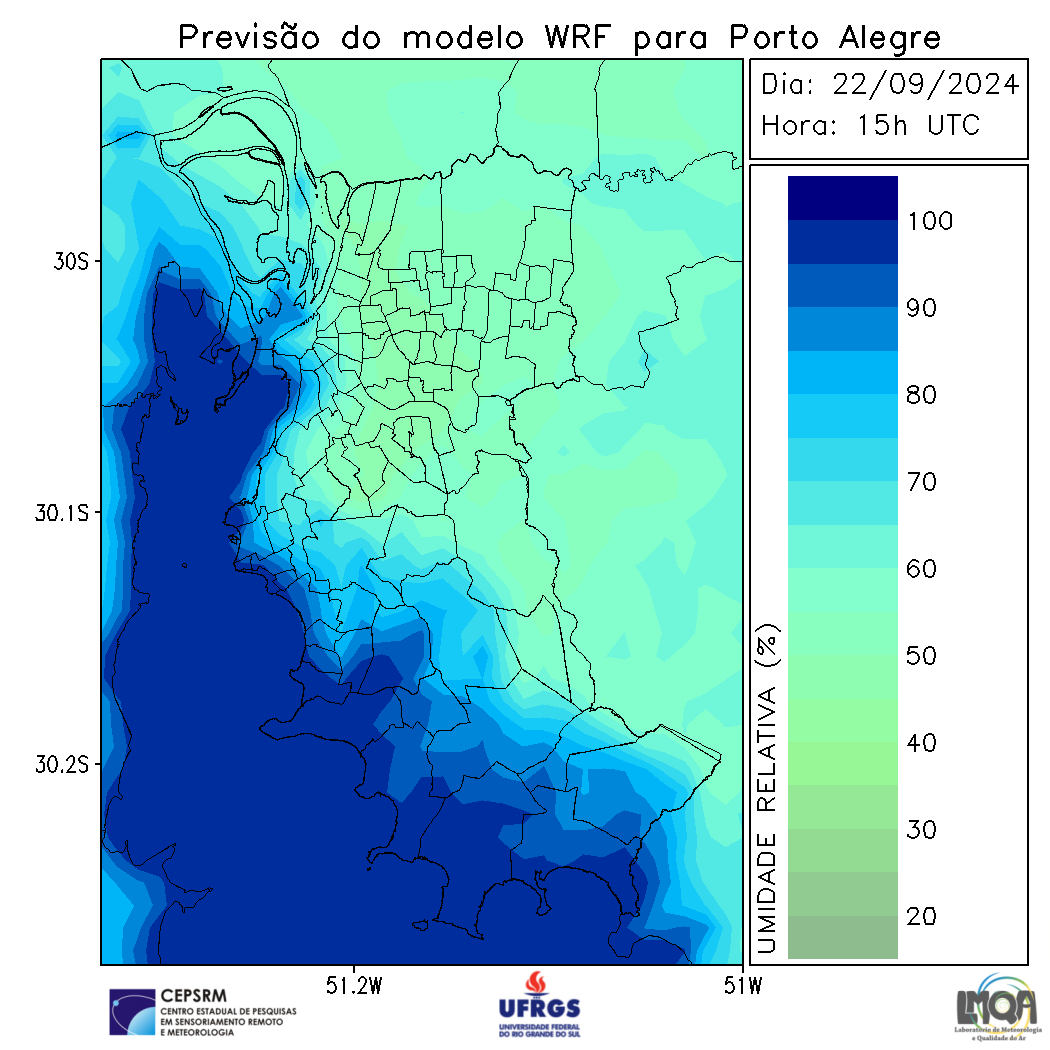 Previsão do modelo WRF para Porto Alegre
Dia: 22/09/2024
Hora: 15h UTC
30S
30.1S
30.2S
51.2W
51W
UMIDADE RELATIVA (%)
100
90
80
70
60
50
40
30
20
CEPSRM
CENTRO ESTADUAL DE PESQUISAS
EM SENSORIAMENTO REMOTO
E METEOROLOGIA
UFRGS
UNIVERSIDADE FEDERAL
DO RIO GRANDE DO SUL
LMQA
Laboratório de Meteorologia
e Qualidade do Ar